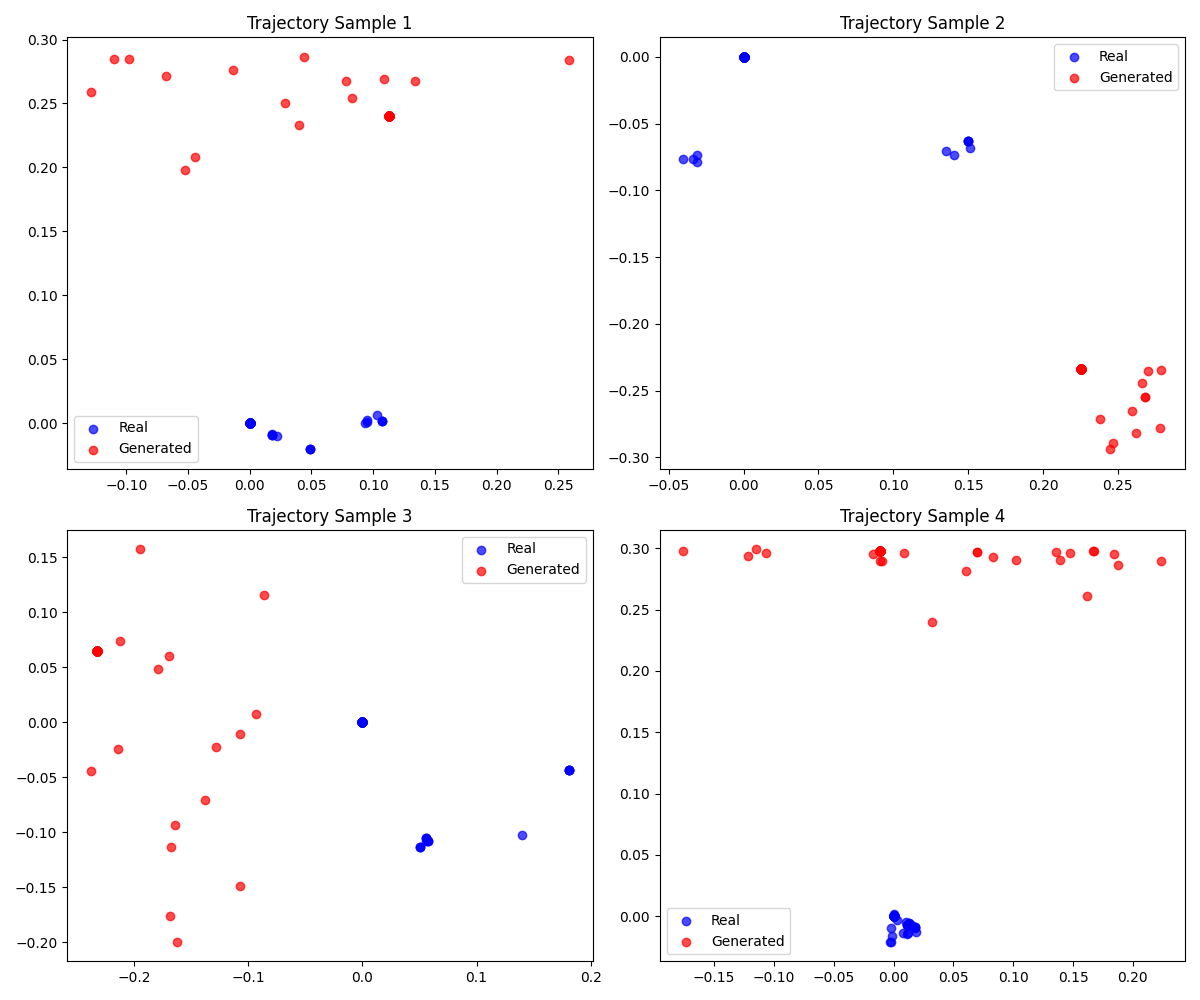 Trajectory Sample 1
0.30
0.25
0.20
0.15
0.10
0.05
0.00
Real
Generated
−0.10 −0.05 0.00 0.05 0.10 0.15 0.20 0.25
Trajectory Sample 2
0.00
−0.05
−0.10
−0.15
−0.20
−0.25
−0.30
Real
Generated
−0.05 0.00 0.05 0.10 0.15 0.20 0.25
Trajectory Sample 3
0.15
0.10
0.05
0.00
−0.05
−0.10
−0.15
−0.20
Real
Generated
−0.2 −0.1 0.0 0.1 0.2
Trajectory Sample 4
0.30
0.25
0.20
0.15
0.10
0.05
0.00
Real
Generated
−0.15 −0.10 −0.05 0.00 0.05 0.10 0.15 0.20